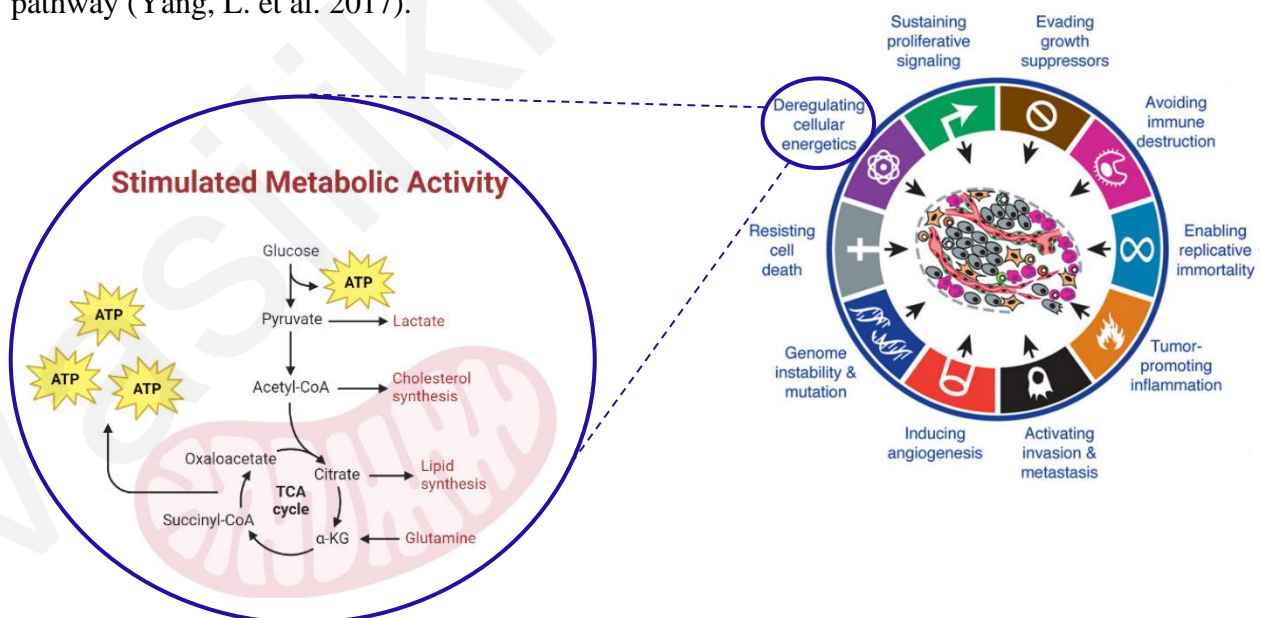 pathway (Yang, L. et al. 2017).
Sustaining
proliferative
signaling
Evading
growth
suppressors
Deregulating
cellular
energetics
Avoiding
immune
destruction
Resisting
cell
death
Enabling
replicative
immortality
Genome
instability &
mutation
Tumor-
promoting
inflammation
Inducing
angiogenesis
Activating
invasion &
metastasis
Stimulated Metabolic Activity
Glucose
ATP
Pyruvate
Lactate
ATP
ATP
ATP
Acetyl-CoA
Cholesterol
synthesis
Oxaloacetate
Citrate
Lipid
synthesis
TCA
cycle
Succinyl-CoA
α-KG
Glutamine